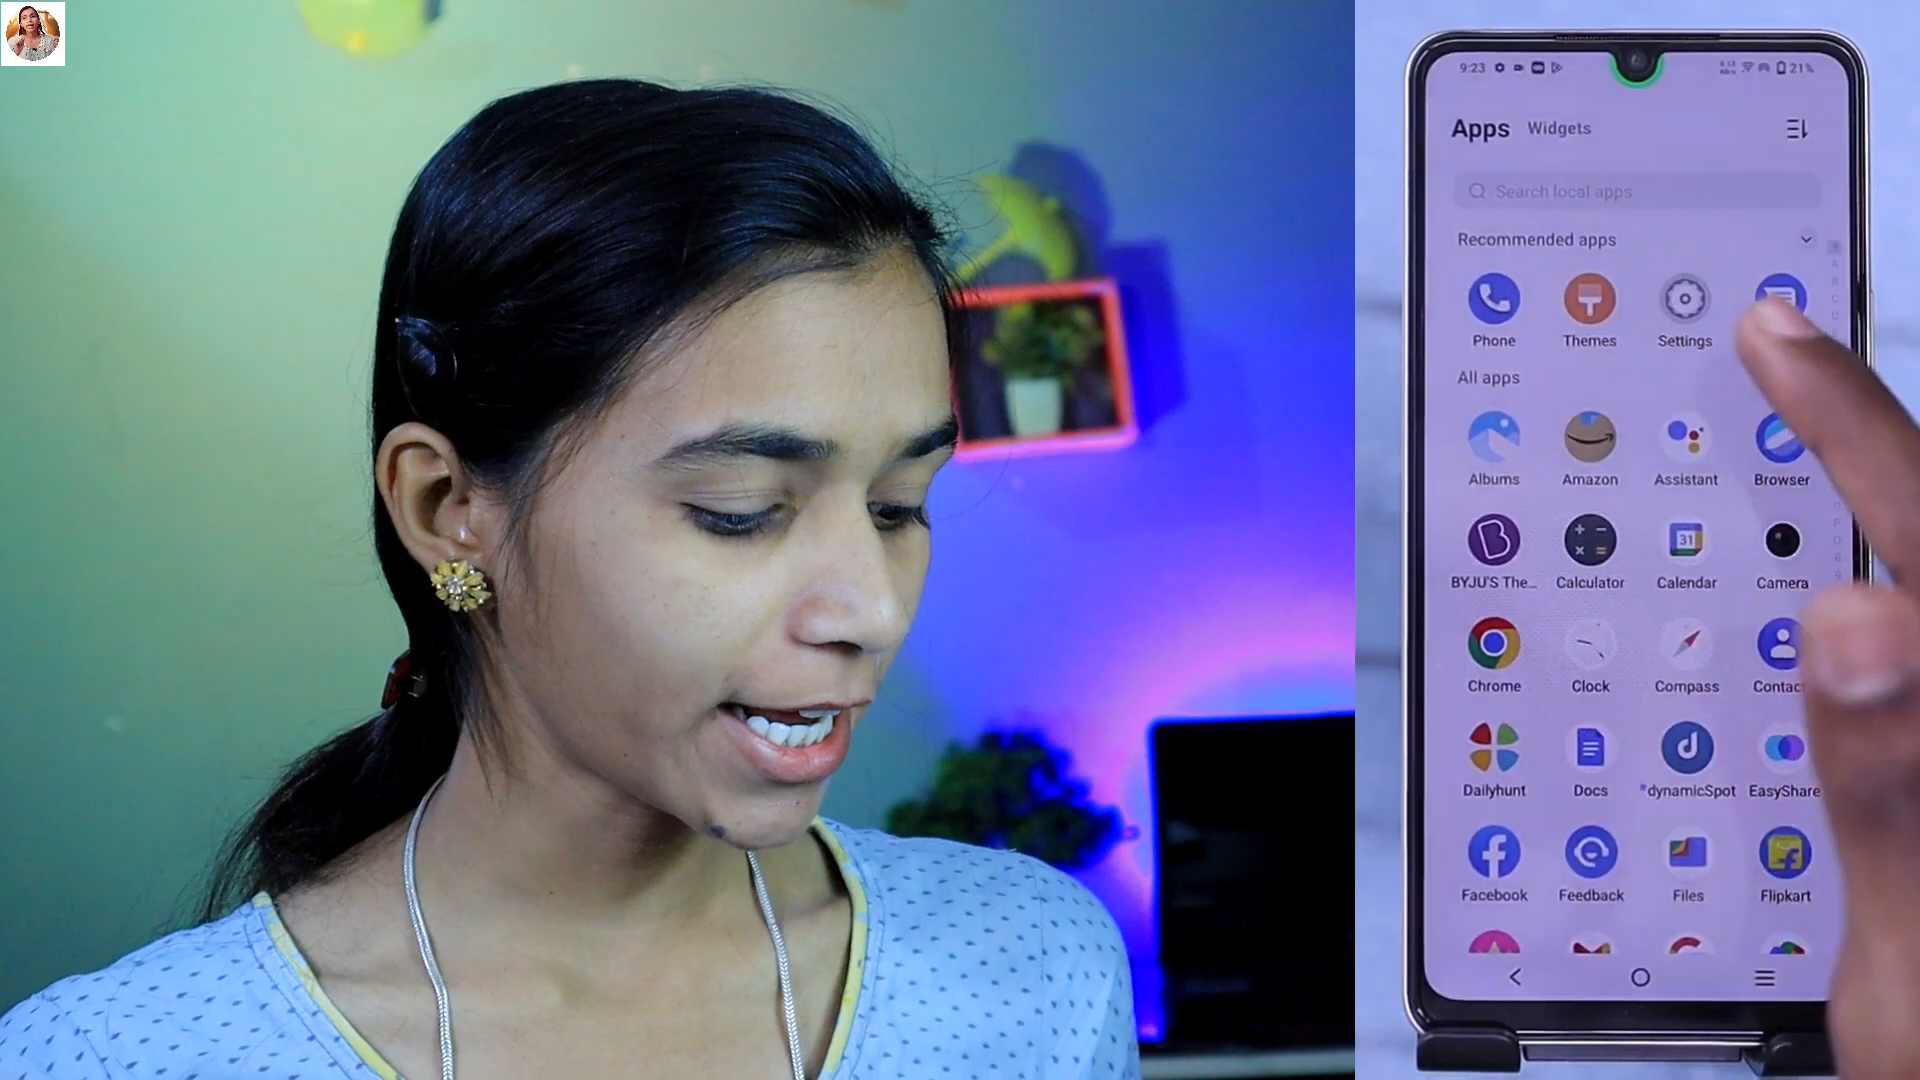 9:23 21%
Apps Widgets
Search local apps
Recommended apps
Phone Themes Settings
All apps
Albums Amazon Assistant Browser
31
BYJU'S The... Calculator Calendar Camera
Chrome Clock Compass Contac
Dailyhunt Docs dynamicSpot EasyShare
Facebook Feedback Files Flipkart